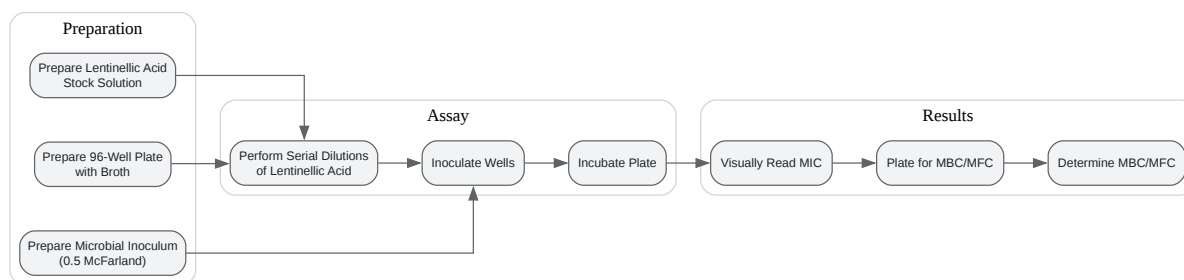 Preparation
Prepare Lentinellic Acid
Stock Solution
Prepare 96-Well Plate
with Broth
Prepare Microbial Inoculum
(0.5 McFarland)
Assay
Perform Serial Dilutions
of Lentinellic Acid
Inoculate Wells
Incubate Plate
Results
Visually Read MIC
Plate for MBC/MFC
Determine MBC/MFC